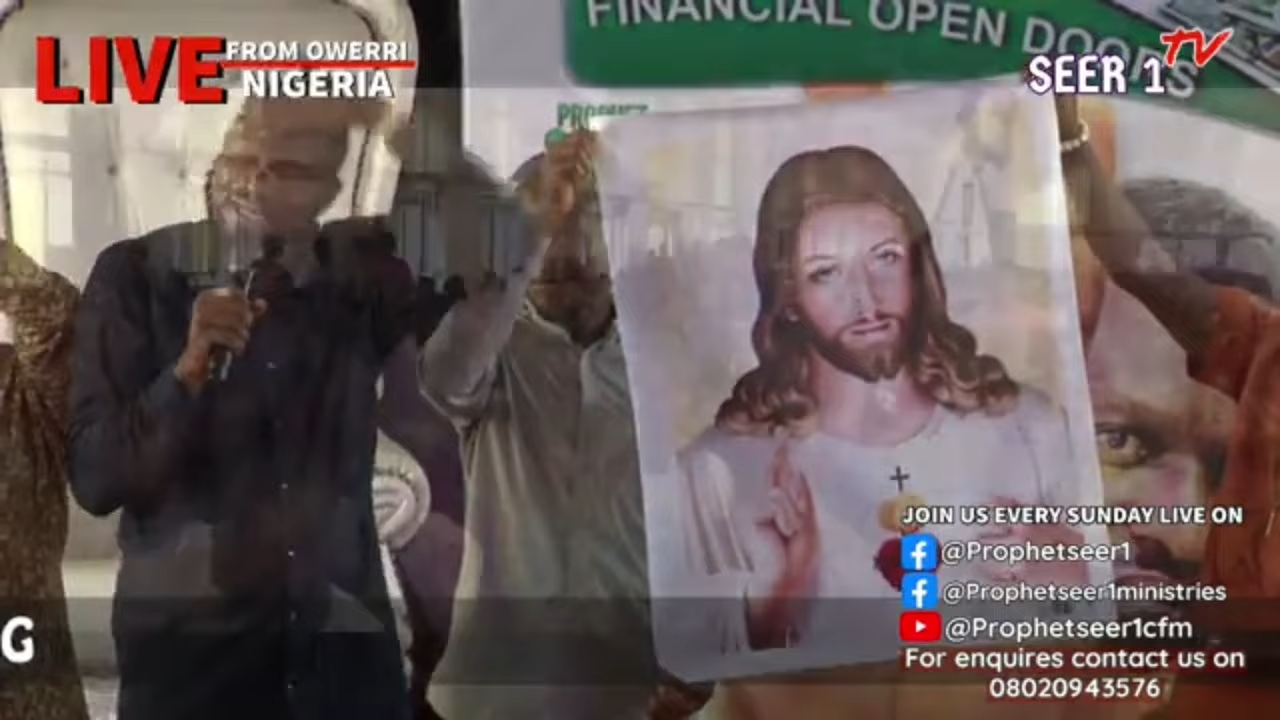 FINANCIAL OPEN DOORS
LIVE FROM OWERRI
NIGERIA
TV
SEER 1
PROPHET
JOIN US EVERY SUNDAY LIVE ON
@Prophetseer1
@Prophetseer1ministries
@Prophetseer1cfm
For enquires contact us on
08020943576
G